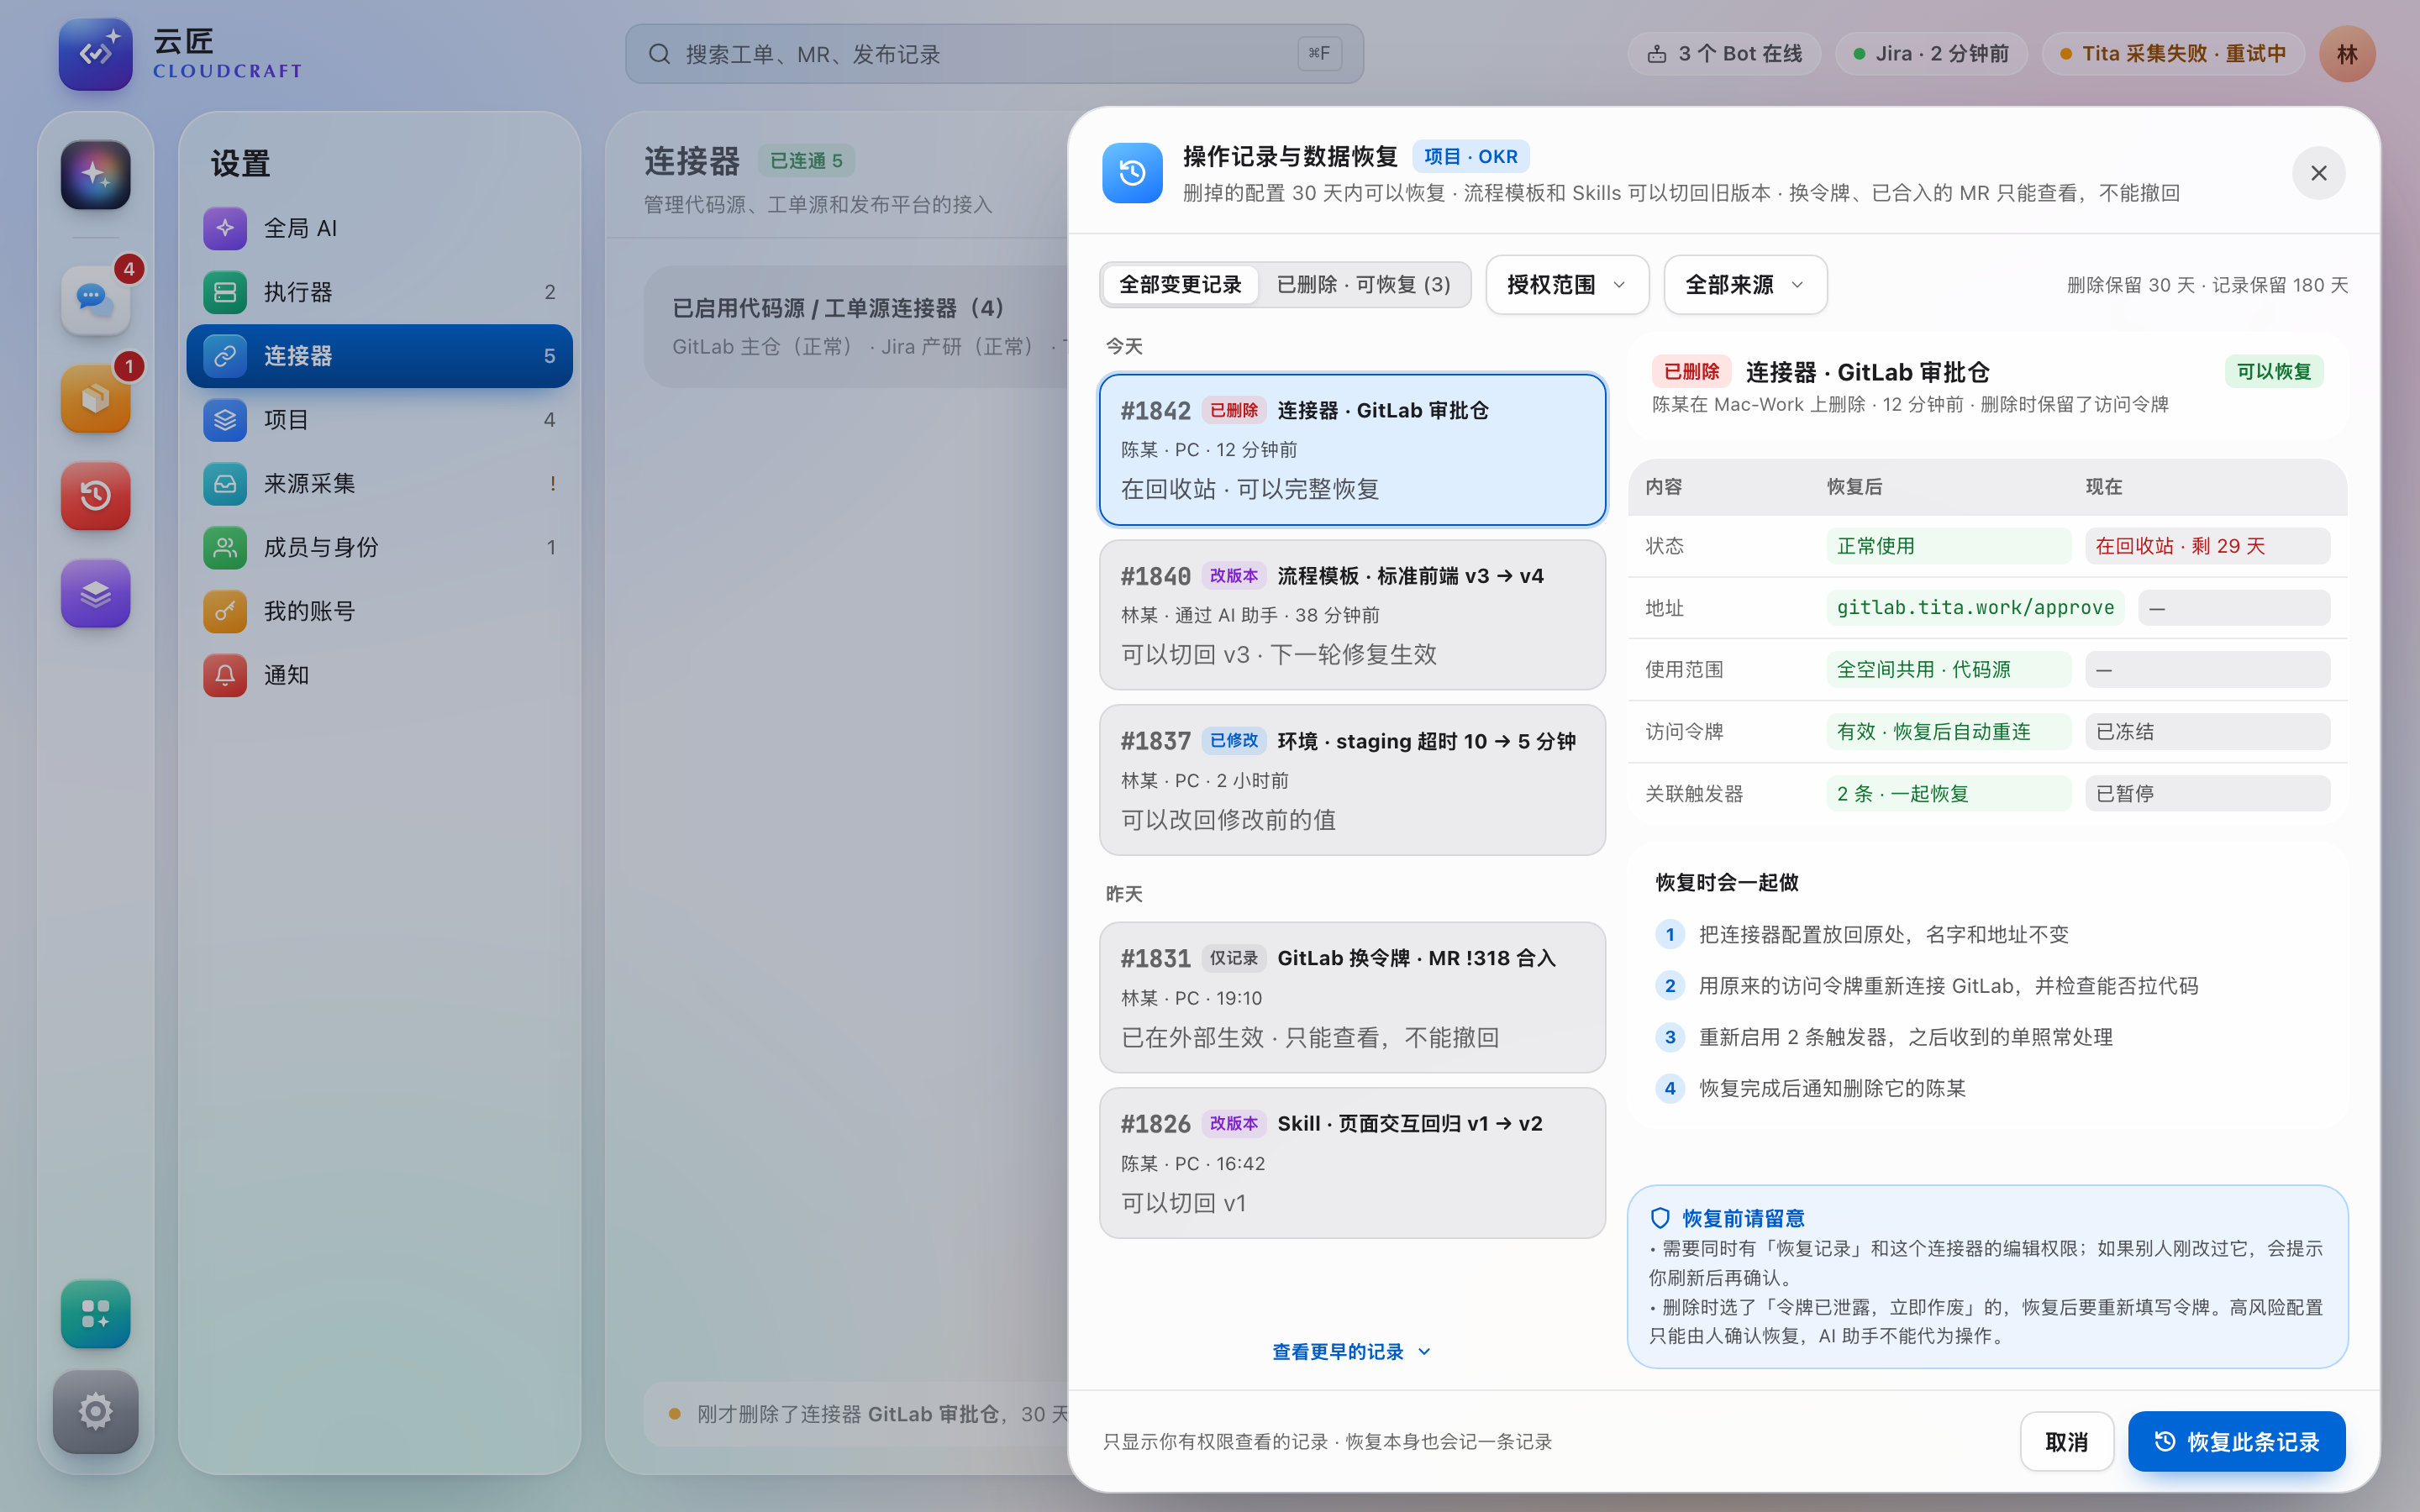 云匠
CLOUDCRAFT
搜索工单、MR、发布记录
⌘F
3 个 Bot 在线
Jira · 2 分钟前
Tita 采集失败 · 重试中
林
4
1
设置
全局 AI
执行器 2
连接器 5
项目 4
来源采集 !
成员与身份 1
我的账号
通知
连接器 已连通 5
管理代码源、工单源和发布平台的接入
已启用代码源 / 工单源连接器（4）
GitLab 主仓（正常） · Jira 产研（正常） ·
刚才删除了连接器 GitLab 审批仓，30 天
操作记录与数据恢复 项目 · OKR
删掉的配置 30 天内可以恢复 · 流程模板和 Skills 可以切回旧版本 · 换令牌、已合入的 MR 只能查看，不能撤回
全部变更记录
已删除 · 可恢复 (3)
授权范围
全部来源
删除保留 30 天 · 记录保留 180 天
今天
#1842 已删除 连接器 · GitLab 审批仓
陈某 · PC · 12 分钟前
在回收站 · 可以完整恢复
#1840 改版本 流程模板 · 标准前端 v3 → v4
林某 · 通过 AI 助手 · 38 分钟前
可以切回 v3 · 下一轮修复生效
#1837 已修改 环境 · staging 超时 10 → 5 分钟
林某 · PC · 2 小时前
可以改回修改前的值
昨天
#1831 仅记录 GitLab 换令牌 · MR !318 合入
林某 · PC · 19:10
已在外部生效 · 只能查看，不能撤回
#1826 改版本 Skill · 页面交互回归 v1 → v2
陈某 · PC · 16:42
可以切回 v1
查看更早的记录
已删除 连接器 · GitLab 审批仓 可以恢复
陈某在 Mac-Work 上删除 · 12 分钟前 · 删除时保留了访问令牌
内容 恢复后 现在
状态 正常使用 在回收站 · 剩 29 天
地址 gitlab.tita.work/approve —
使用范围 全空间共用 · 代码源 —
访问令牌 有效 · 恢复后自动重连 已冻结
关联触发器 2 条 · 一起恢复 已暂停
恢复时会一起做
1 把连接器配置放回原处，名字和地址不变
2 用原来的访问令牌重新连接 GitLab，并检查能否拉代码
3 重新启用 2 条触发器，之后收到的单照常处理
4 恢复完成后通知删除它的陈某
恢复前请留意
• 需要同时有「恢复记录」和这个连接器的编辑权限；如果别人刚改过它，会提示
你刷新后再确认。
• 删除时选了「令牌已泄露，立即作废」的，恢复后要重新填写令牌。高风险配置
只能由人确认恢复，AI 助手不能代为操作。
只显示你有权限查看的记录 · 恢复本身也会记一条记录
取消
恢复此条记录